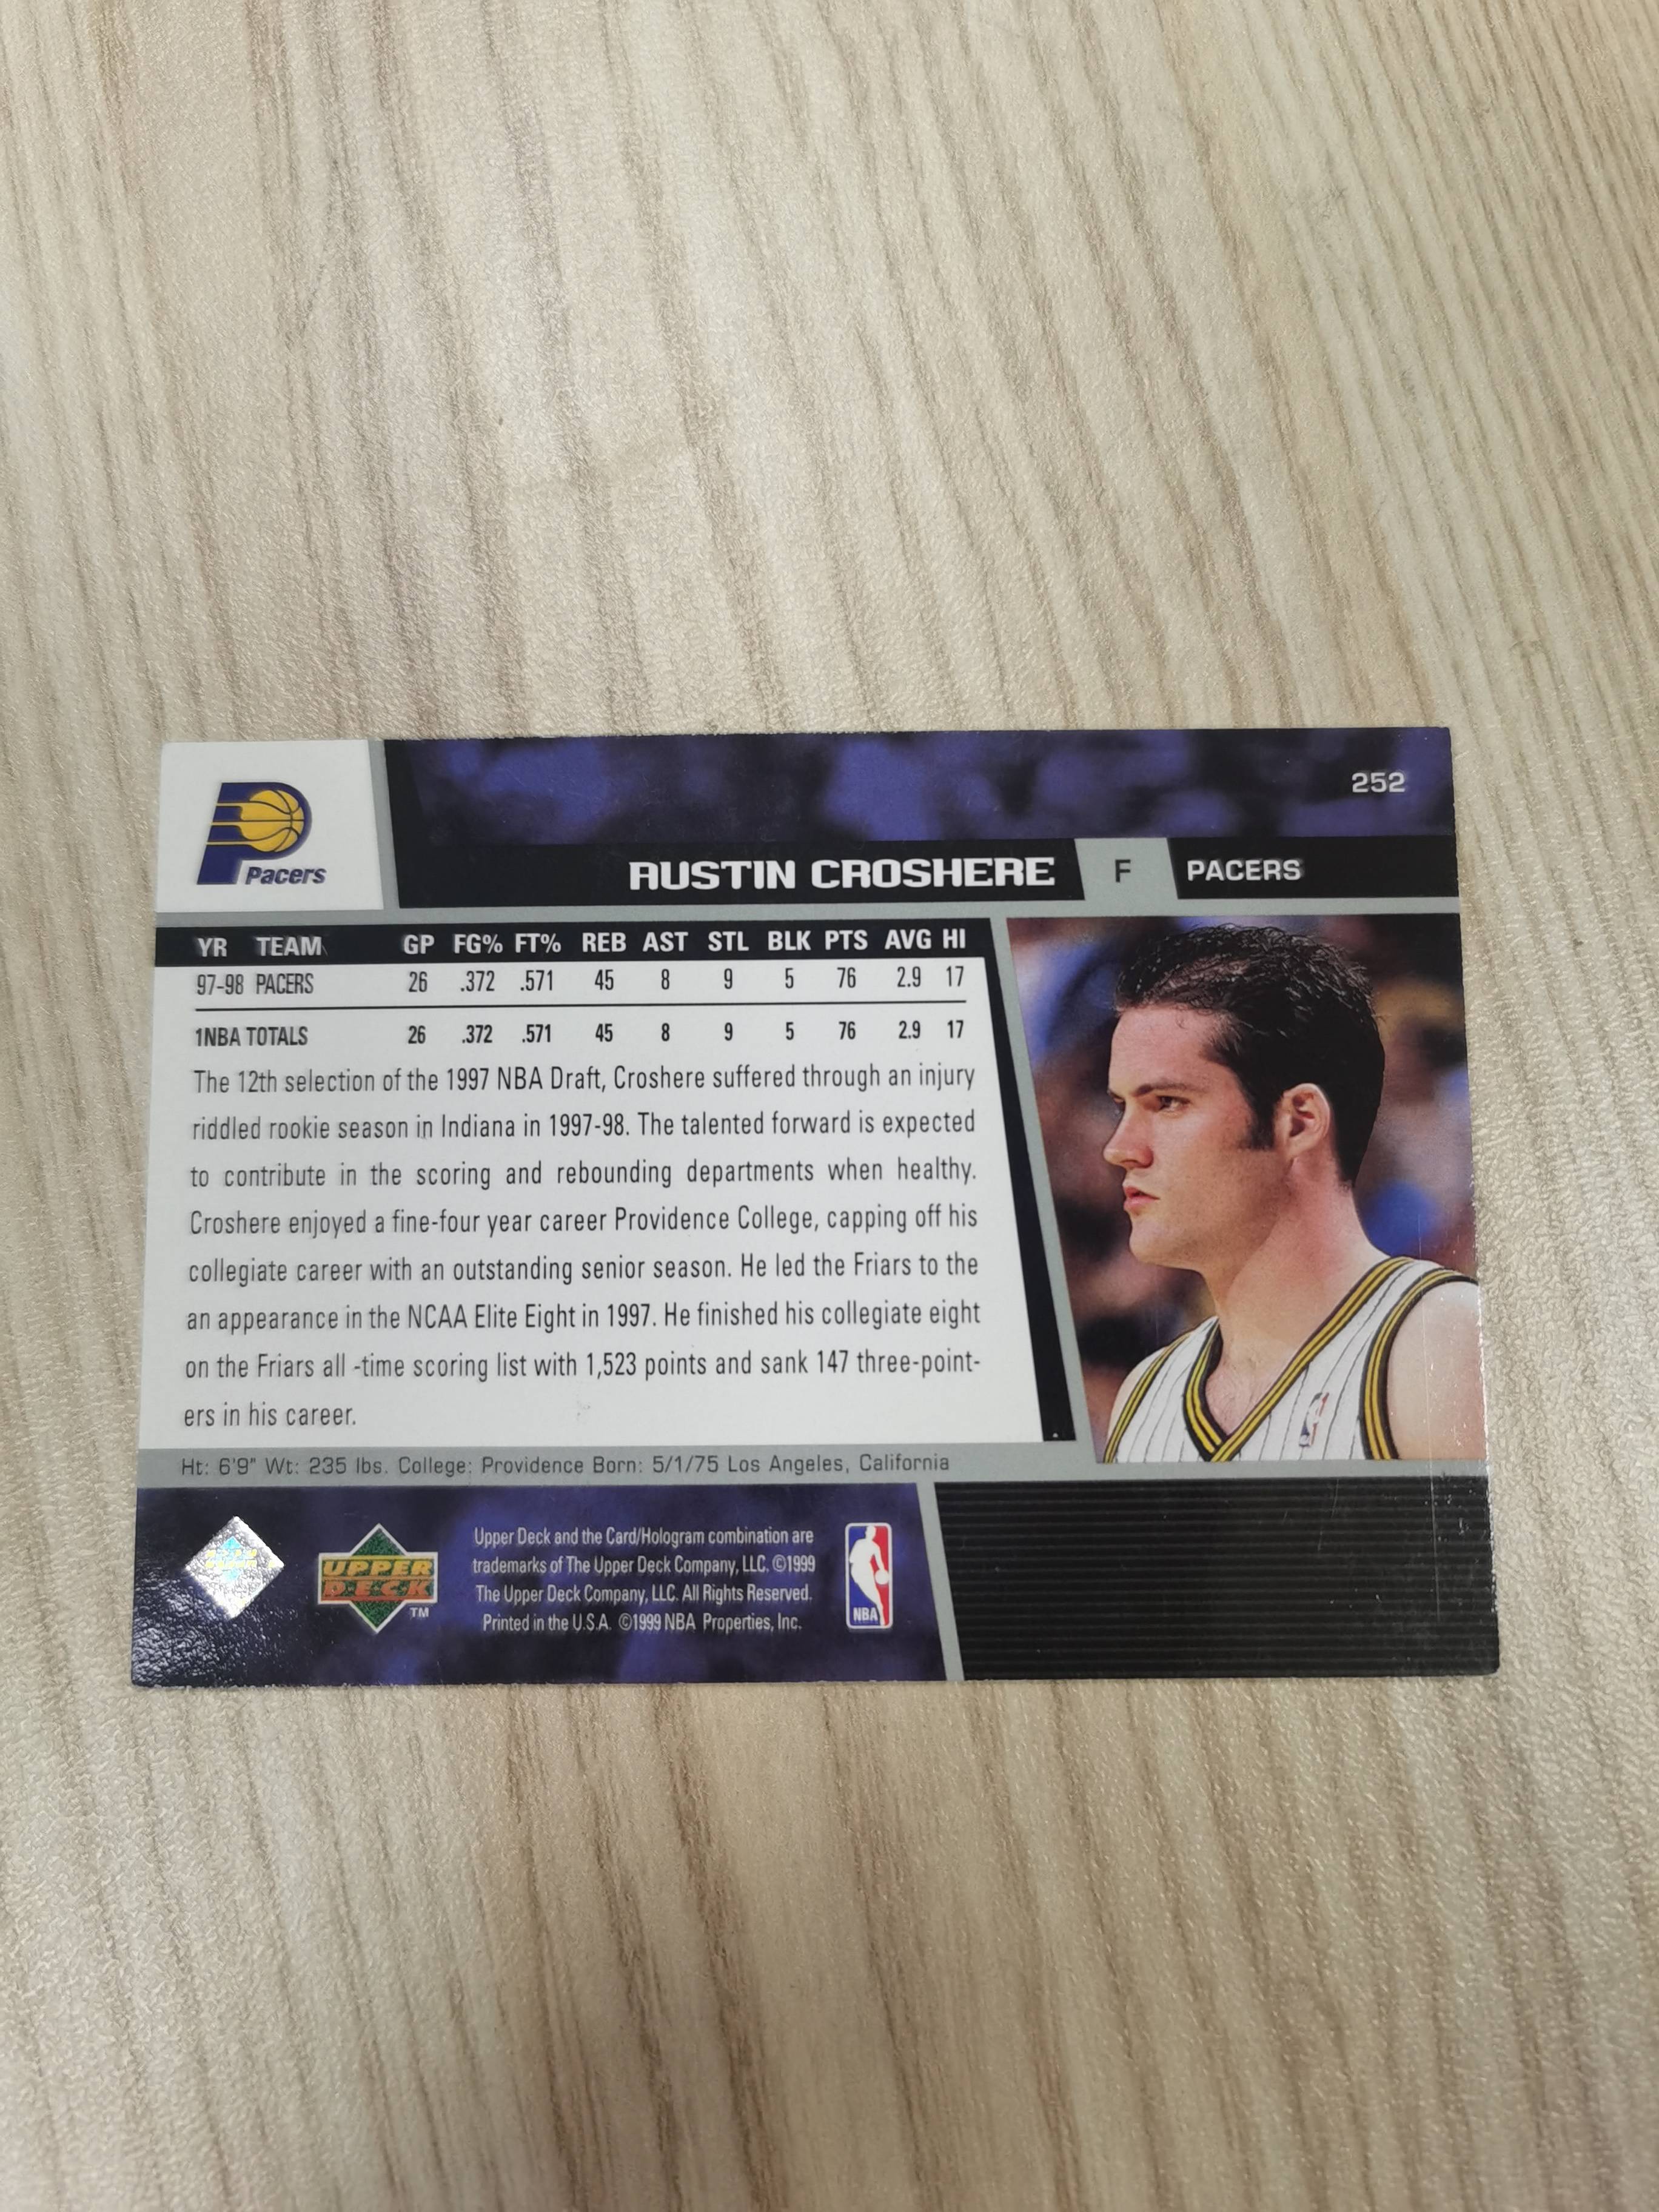 252
Pacers
AUSTIN CROSHERE F PACERS
YR TEAM GP FG% FT% REB AST STL BLK PTS AVG HI
97-98 PACERS 26 .372 .571 45 8 9 5 76 2.9 17
1NBA TOTALS 26 .372 .571 45 8 9 5 76 2.9 17
The 12th selection of the 1997 NBA Draft, Croshere suffered through an injury
riddled rookie season in Indiana in 1997-98. The talented forward is expected
to contribute in the scoring and rebounding departments when healthy.
Croshere enjoyed a fine-four year career Providence College, capping off his
collegiate career with an outstanding senior season. He led the Friars to the
an appearance in the NCAA Elite Eight in 1997. He finished his collegiate eight
on the Friars all -time scoring list with 1,523 points and sank 147 three-point-
ers in his career.
Ht: 6'9" Wt: 235 lbs. College: Providence Born: 5/1/75 Los Angeles, California
UPPER
DECK
TM
Upper Deck and the Card/Hologram combination are
trademarks of The Upper Deck Company, LLC. ©1999
The Upper Deck Company, LLC. All Rights Reserved.
Printed in the U.S.A. ©1999 NBA Properties, Inc.
NBA